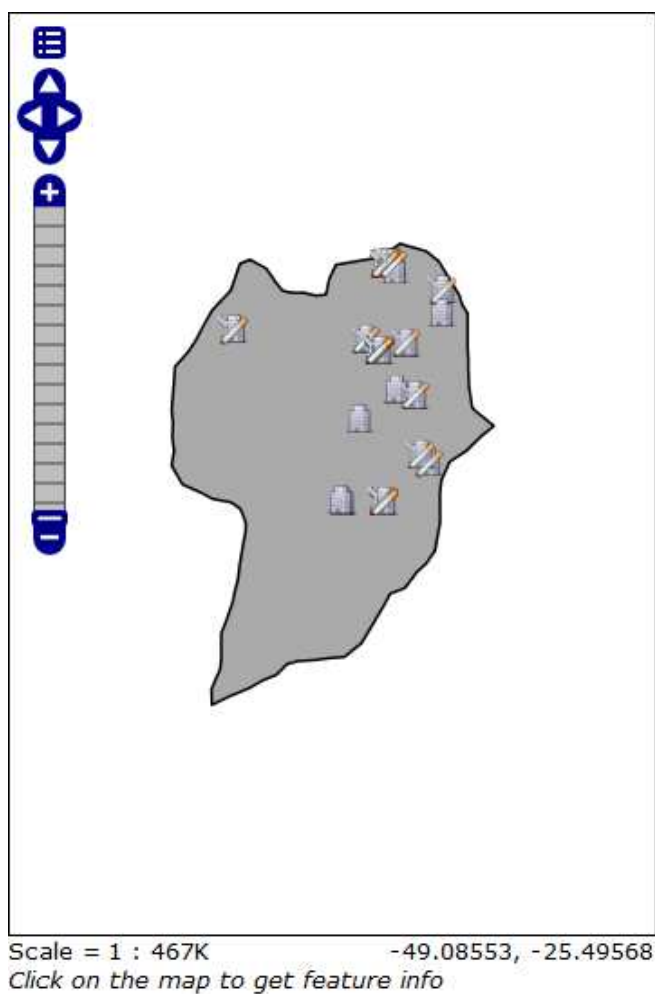 Scale = 1 : 467K -49.08553, -25.49568
Click on the map to get feature info